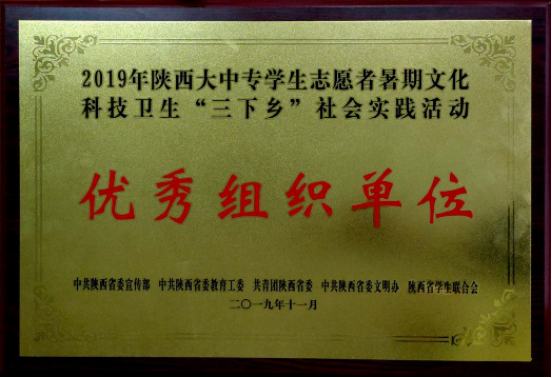 2019年陕西大中专学生志愿者暑期文化
科技卫生“三下乡”社会实践活动
优秀组织单位
中共陕西省委宣传部 中共陕西省委教育工委 共青团陕西省委 中共陕西省委文明办 陕西省学生联合会
二〇一九年十一月